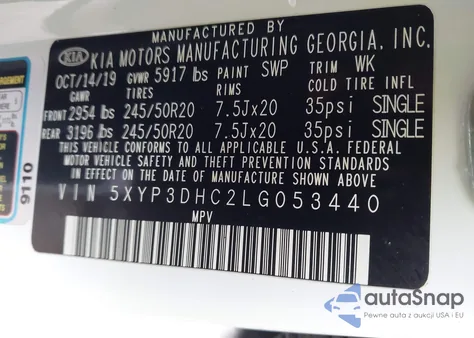 MANUFACTURED BY
KIA KIA MOTORS MANUFACTURING GEORGIA, INC.
OCT/14/19 GVWR 5917 lbs PAINT SWP TRIM WK
GAWR TIRES RIMS COLD TIRE INFL
FRONT 2954 lbs 245/50R20 7.5Jx20 35psi SINGLE
REAR 3196 lbs 245/50R20 7.5Jx20 35psi SINGLE
THIS VEHICLE CONFORMS TO ALL APPLICABLE U.S.A. FEDERAL
MOTOR VEHICLE SAFETY BUMPER, AND THEFT PREVENTION STANDARDS
IN EFFECT ON THE DATE OF MANUFACTURE SHOWN ABOVE.
VIN 5XYP3DHC2LG053440
MPV
9110
autaSnap
Pewne auta z aukcji USA i EU